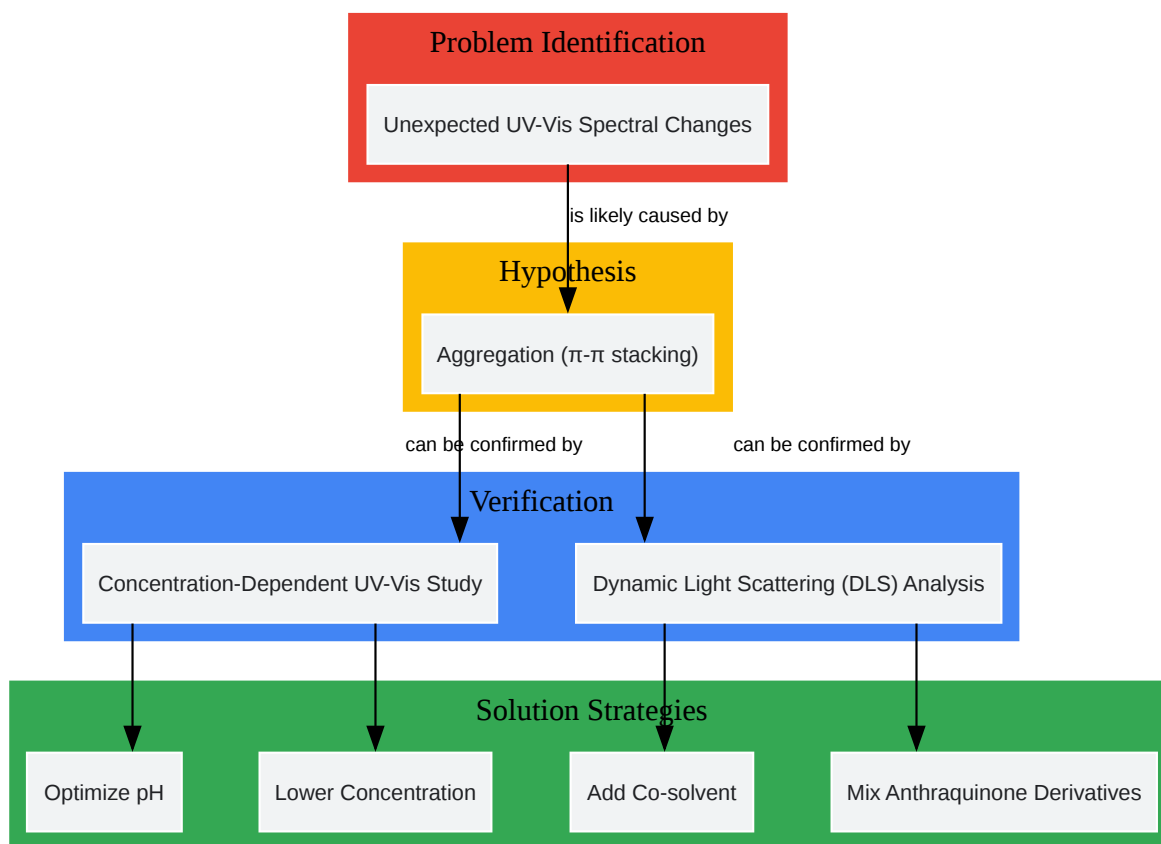 Problem Identification
Unexpected UV-Vis Spectral Changes
is likely caused by
Hypothesis
Aggregation (π-π stacking)
can be confirmed by
can be confirmed by
Verification
Concentration-Dependent UV-Vis Study
Dynamic Light Scattering (DLS) Analysis
Solution Strategies
Optimize pH
Lower Concentration
Add Co-solvent
Mix Anthraquinone Derivatives